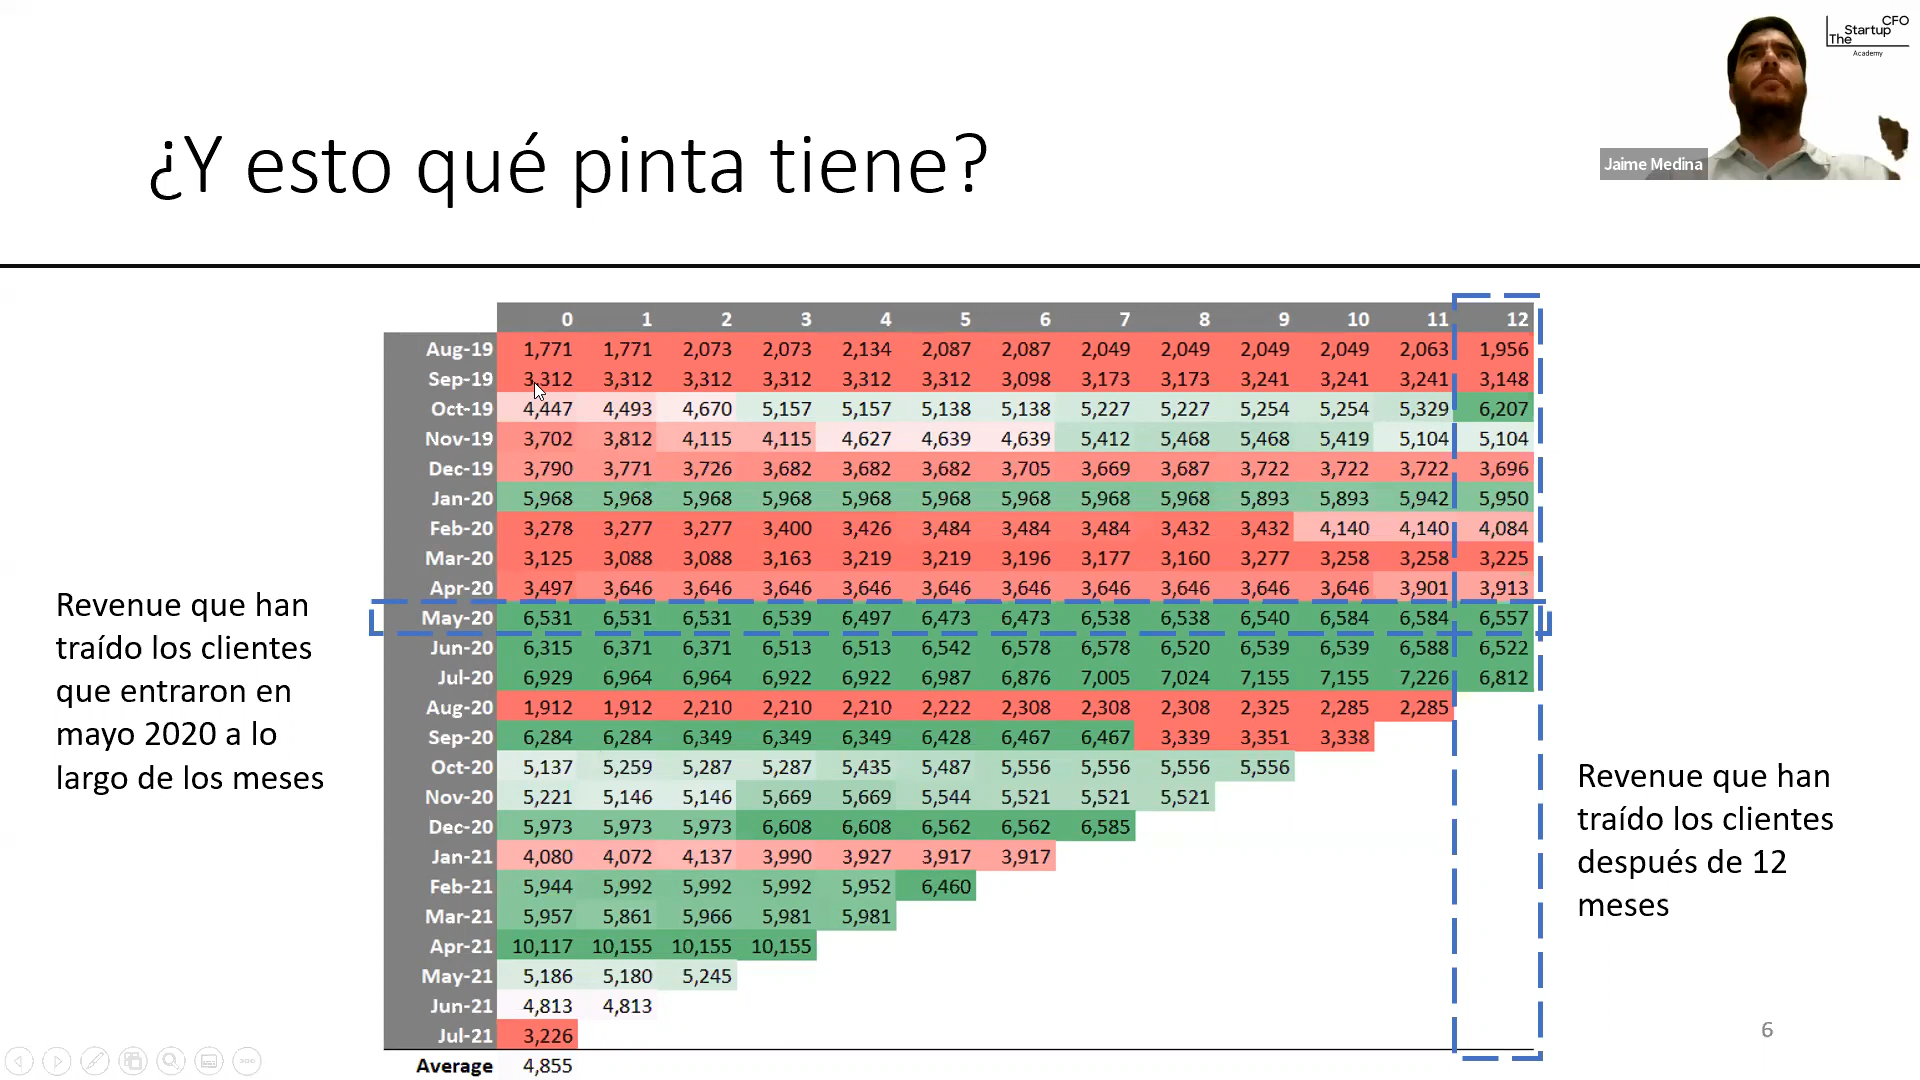 The Startup CFO
Academy
Jaime Medina
¿Y esto qué pinta tiene?
0 1 2 3 4 5 6 7 8 9 10 11 12
Aug-19 1,771 1,771 2,073 2,073 2,134 2,087 2,087 2,049 2,049 2,049 2,049 2,063 1,956
Sep-19 3,312 3,312 3,312 3,312 3,312 3,312 3,098 3,173 3,173 3,241 3,241 3,241 3,148
Oct-19 4,447 4,493 4,670 5,157 5,157 5,138 5,138 5,227 5,227 5,254 5,254 5,329 6,207
Nov-19 3,702 3,812 4,115 4,115 4,627 4,639 4,639 5,412 5,468 5,468 5,419 5,104 5,104
Dec-19 3,790 3,771 3,726 3,682 3,682 3,682 3,705 3,669 3,687 3,722 3,722 3,722 3,696
Jan-20 5,968 5,968 5,968 5,968 5,968 5,968 5,968 5,968 5,968 5,893 5,893 5,942 5,950
Feb-20 3,278 3,277 3,277 3,400 3,426 3,484 3,484 3,484 3,432 3,432 4,140 4,140 4,084
Mar-20 3,125 3,088 3,088 3,163 3,219 3,219 3,196 3,177 3,160 3,277 3,258 3,258 3,225
Apr-20 3,497 3,646 3,646 3,646 3,646 3,646 3,646 3,646 3,646 3,646 3,646 3,901 3,913
May-20 6,531 6,531 6,531 6,539 6,497 6,473 6,473 6,538 6,538 6,540 6,584 6,584 6,557
Jun-20 6,315 6,371 6,371 6,513 6,513 6,542 6,578 6,578 6,520 6,539 6,539 6,588 6,522
Jul-20 6,929 6,964 6,964 6,922 6,922 6,987 6,876 7,005 7,024 7,155 7,155 7,226 6,812
Aug-20 1,912 1,912 2,210 2,210 2,210 2,222 2,308 2,308 2,308 2,325 2,285 2,285
Sep-20 6,284 6,284 6,349 6,349 6,349 6,428 6,467 6,467 3,339 3,351 3,338
Oct-20 5,137 5,259 5,287 5,287 5,435 5,487 5,556 5,556 5,556 5,556
Nov-20 5,221 5,146 5,146 5,669 5,669 5,544 5,521 5,521 5,521
Dec-20 5,973 5,973 5,973 6,608 6,608 6,562 6,562 6,585
Jan-21 4,080 4,072 4,137 3,990 3,927 3,917 3,917
Feb-21 5,944 5,992 5,992 5,992 5,952 6,460
Mar-21 5,957 5,861 5,966 5,981 5,981
Apr-21 10,117 10,155 10,155 10,155
May-21 5,186 5,180 5,245
Jun-21 4,813 4,813
Jul-21 3,226
Average 4,855
Revenue que han
traído los clientes
que entraron en
mayo 2020 a lo
largo de los meses
Revenue que han
traído los clientes
después de 12
meses
6